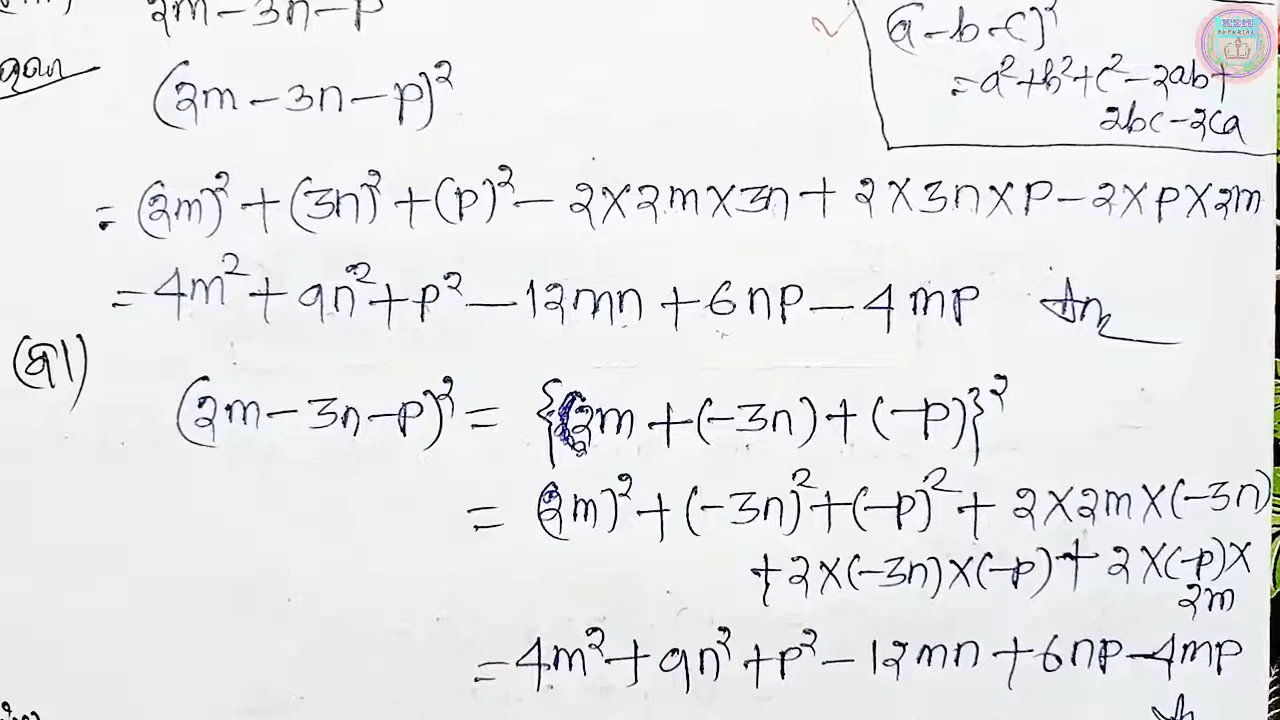 2m-3n-p
(2m-3n-p)²
(a-b-c)²
=a²+b²+c²-2ab+
2bc-2ca
=(2m)²+(3n)²+(p)²-2×2m×3n+2×3n×p-2×p×2m
=4m²+9n²+p²-12mn+6np-4mp Ans
(2m-3n-p)²={(2m+(-3n)+(-p)}²
=(2m)²+(-3n)²+(-p)²+2×2m×(-3n)
+2×(-3n)×(-p)+2×(-p)×
2m
=4m²+9n²+p²-12mn+6np-4mp